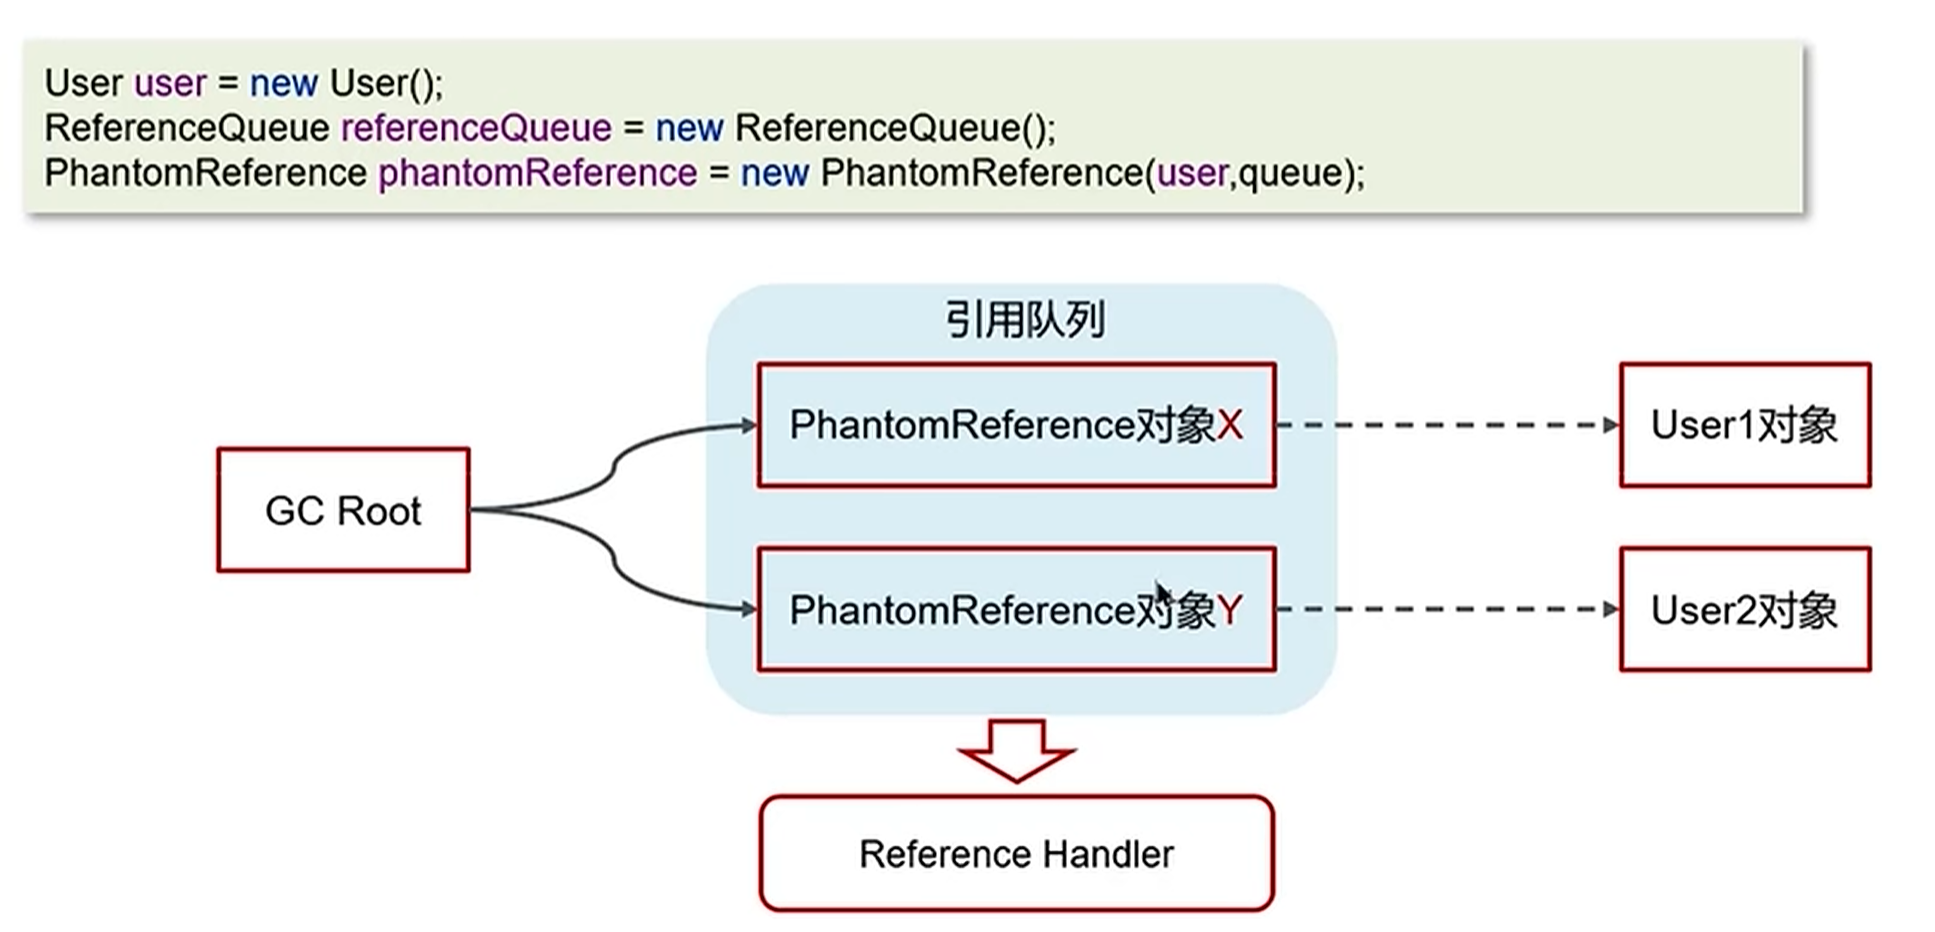 User user = new User();
ReferenceQueue referenceQueue = new ReferenceQueue();
PhantomReference phantomReference = new PhantomReference(user,queue);
引用队列
PhantomReference对象X
User1对象
GC Root
PhantomReference对象Y
User2对象
Reference Handler